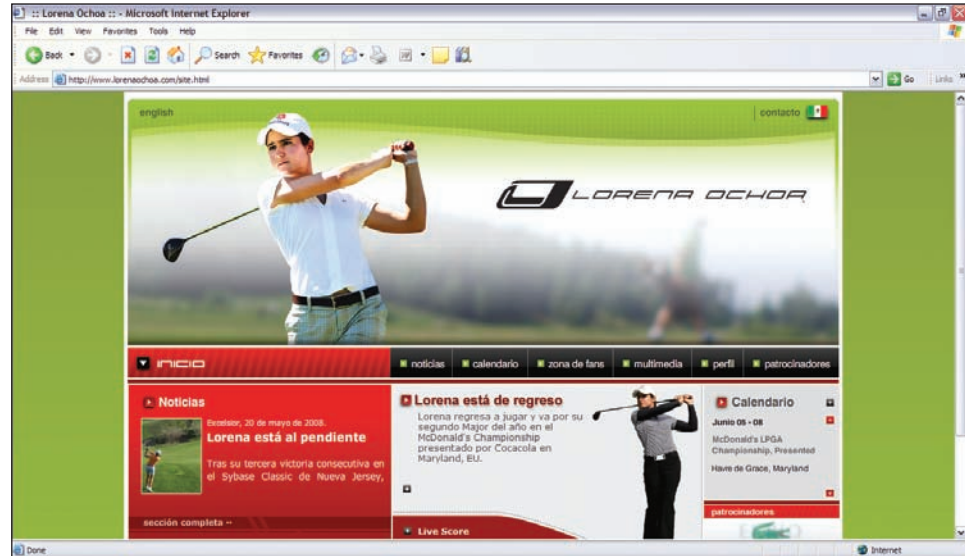 :: Lorena Ochoa :: - Microsoft Internet Explorer
File Edit View Favorites Tools Help
Back Search Favorites
Address http://www.lorenaochoa.com/site.html Go Links »
english contacto
LORENA OCHOA
INICIO noticias calendario zona de fans multimedia perfil patrocinadores
Noticias
Excelsior, 20 de mayo de 2008.
Lorena está al pendiente
Tras su tercera victoria consecutiva en
el Sybase Classic de Nueva Jersey,
sección completa ››
Lorena está de regreso
Lorena regresa a jugar y va por su
segundo Major del año en el
McDonald's Championship
presentado por Cocacola en
Maryland, EU.
Live Score
Calendario
Junio 05 - 08
McDonald's LPGA
Championship, Presented
Havre de Grace, Maryland
patrocinadores
Done Internet